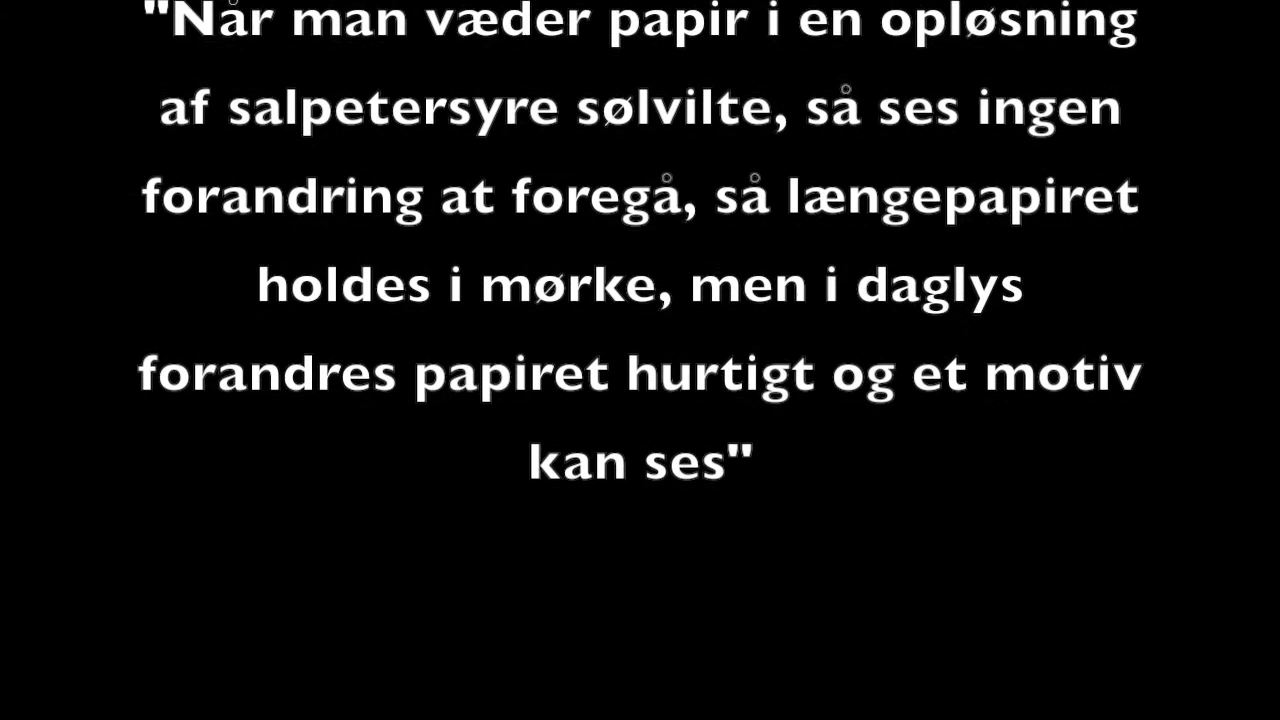 "Når man væder papir i en opløsning
af salpetersyre sølvilte, så ses ingen
forandring at foregå, så længepapiret
holdes i mørke, men i daglys
forandres papiret hurtigt og et motiv
kan ses"